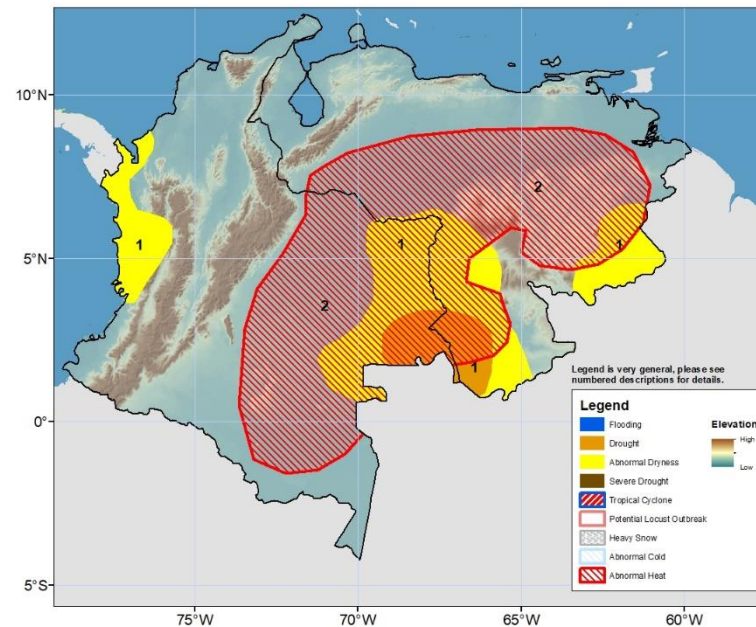 10°N
5°N
0°
5°S
75°W
70°W
65°W
60°W
1
2
1
1
2
1
Legend is very general, please see
numbered descriptions for details.
Legend
Flooding
Drought
Abnormal Dryness
Severe Drought
Tropical Cyclone
Potential Locust Outbreak
Heavy Snow
Abnormal Cold
Abnormal Heat
Elevation
High
Low